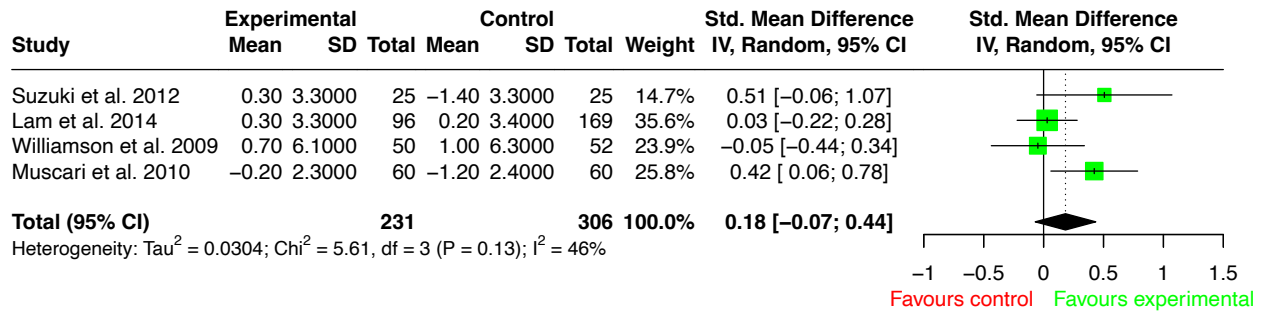 Experimental Control Std. Mean Difference Std. Mean Difference
Study Mean SD Total Mean SD Total Weight IV, Random, 95% CI IV, Random, 95% CI
Suzuki et al. 2012 0.30 3.3000 25 −1.40 3.3000 25 14.7% 0.51 [−0.06; 1.07]
Lam et al. 2014 0.30 3.3000 96 0.20 3.4000 169 35.6% 0.03 [−0.22; 0.28]
Williamson et al. 2009 0.70 6.1000 50 1.00 6.3000 52 23.9% −0.05 [−0.44; 0.34]
Muscari et al. 2010 −0.20 2.3000 60 −1.20 2.4000 60 25.8% 0.42 [ 0.06; 0.78]
Total (95% CI) 231 306 100.0% 0.18 [−0.07; 0.44]
Heterogeneity: Tau² = 0.0304; Chi² = 5.61, df = 3 (P = 0.13); I² = 46%
−1 −0.5 0 0.5 1 1.5
Favours control Favours experimental